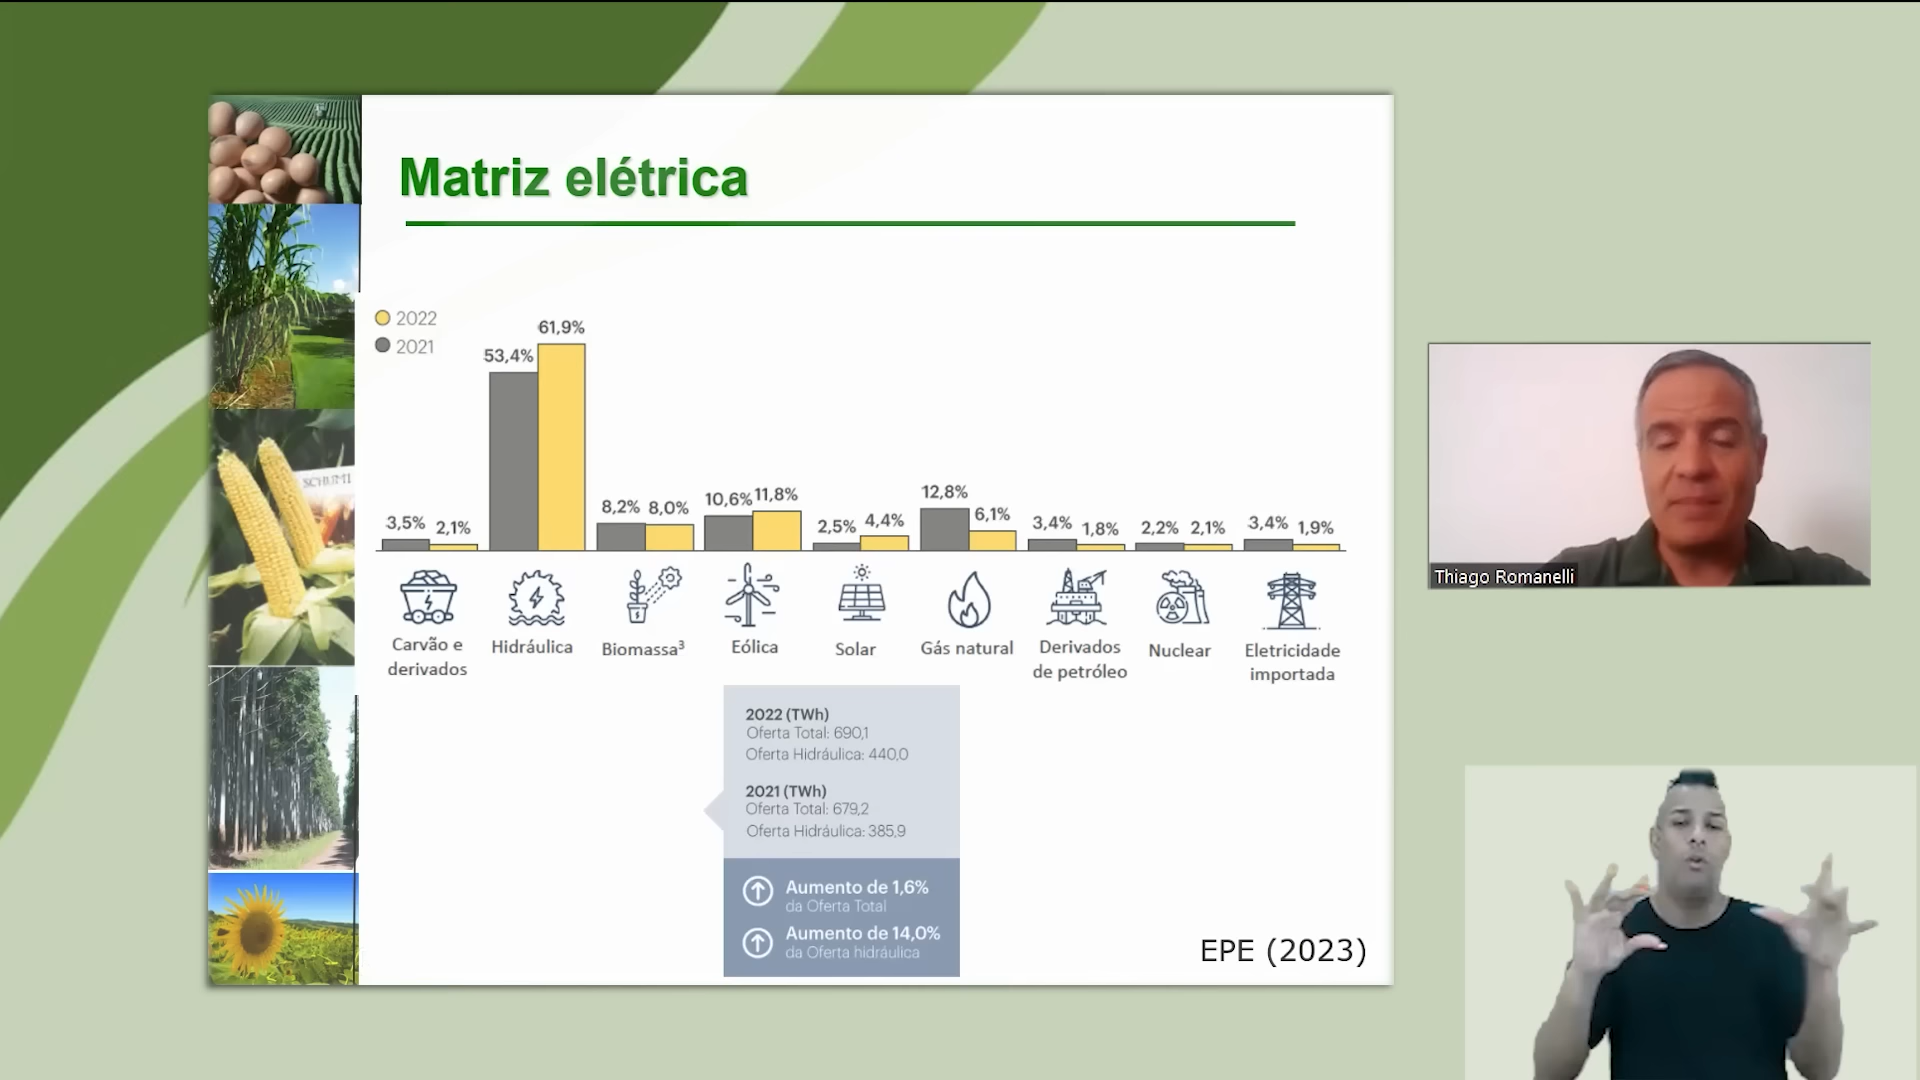 Matriz elétrica
2022
2021
3,5% 2,1%
53,4% 61,9%
8,2% 8,0%
10,6% 11,8%
2,5% 4,4%
12,8% 6,1%
3,4% 1,8%
2,2% 2,1%
3,4% 1,9%
Carvão e
derivados
Hidráulica
Biomassa³
Eólica
Solar
Gás natural
Derivados
de petróleo
Nuclear
Eletricidade
importada
2022 (TWh)
Oferta Total: 690,1
Oferta Hidráulica: 440,0
2021 (TWh)
Oferta Total: 679,2
Oferta Hidráulica: 385,9
Aumento de 1,6%
da Oferta Total
Aumento de 14,0%
da Oferta hidráulica
EPE (2023)
Thiago Romanelli